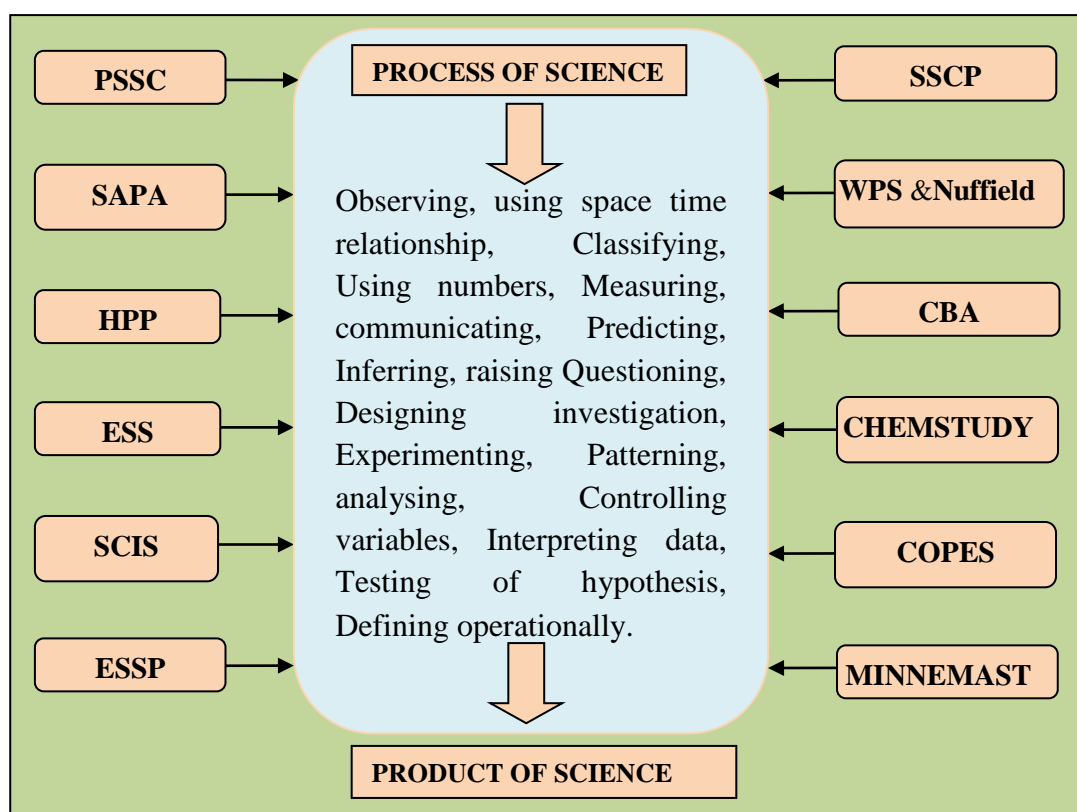 PROCESS OF SCIENCE
PSSC
SAPA
HPP
ESS
SCIS
ESSP
Observing, using space time
relationship, Classifying,
Using numbers, Measuring,
communicating, Predicting,
Inferring, raising Questioning,
Designing investigation,
Experimenting, Patterning,
analysing, Controlling
variables, Interpreting data,
Testing of hypothesis,
Defining operationally.
SSCP
WPS &Nuffield
CBA
CHEMSTUDY
COPES
MINNEMAST
PRODUCT OF SCIENCE